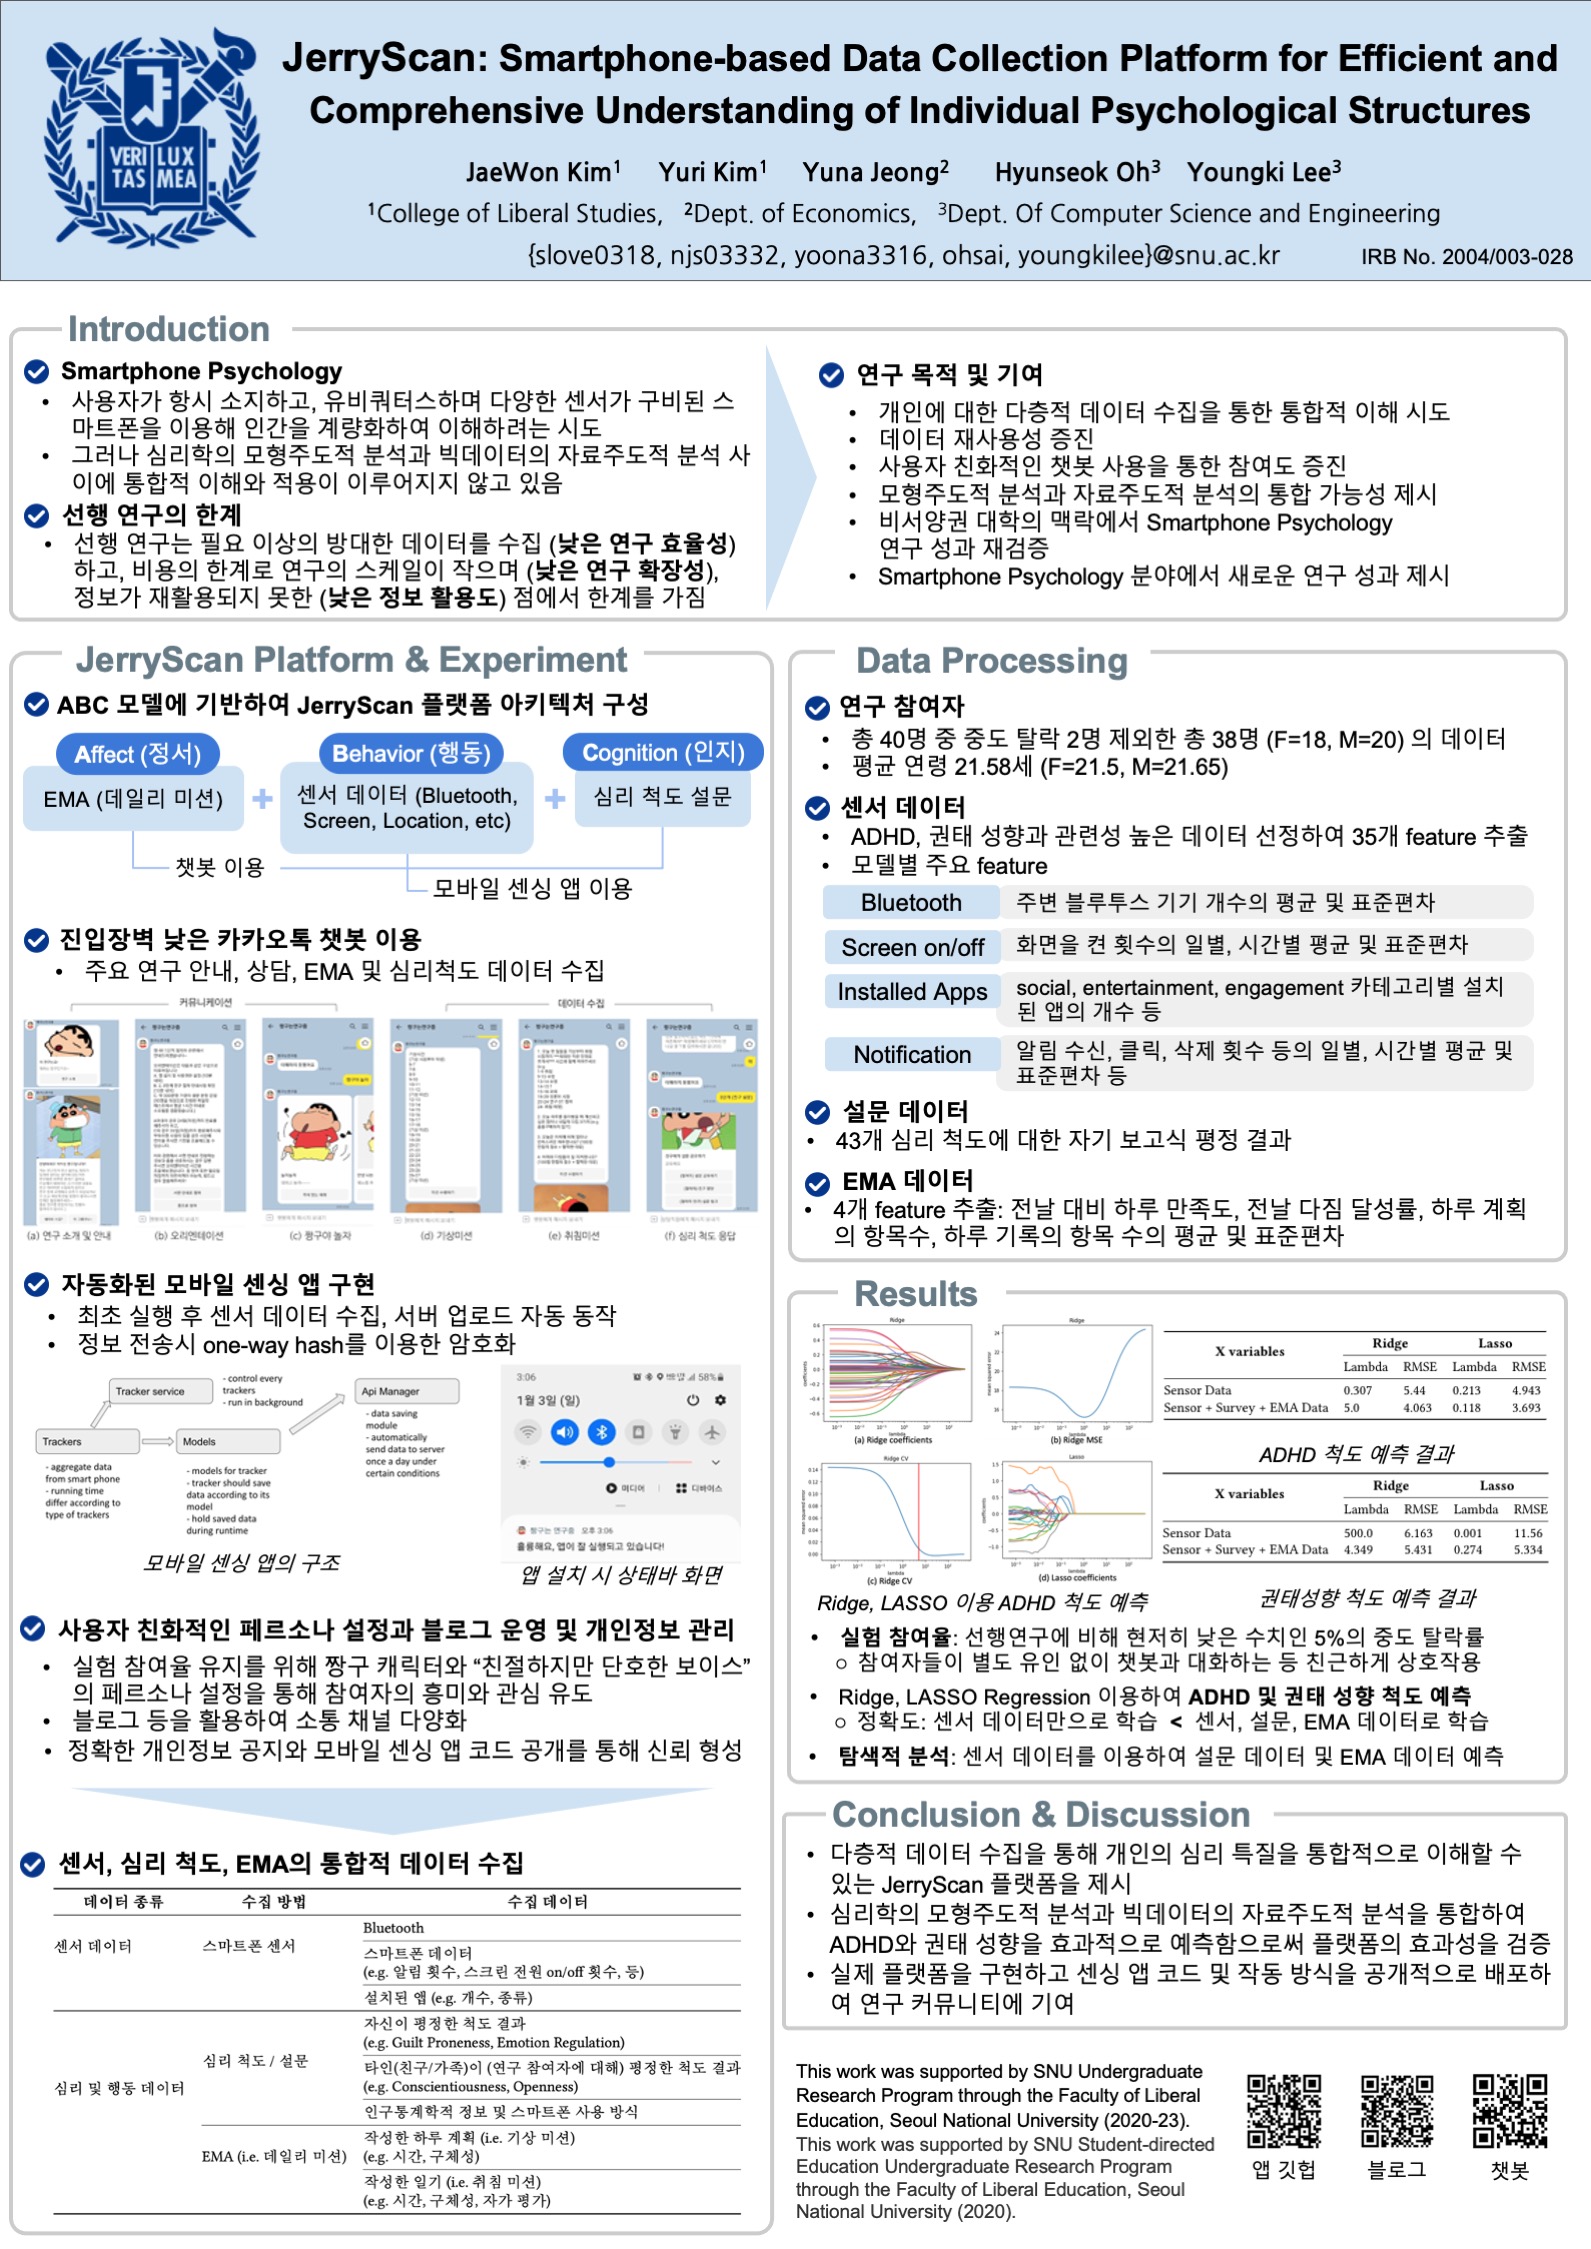 VERI LUX
TAS MEA
JerryScan: Smartphone-based Data Collection Platform for Efficient and
Comprehensive Understanding of Individual Psychological Structures
JaeWon Kim¹ Yuri Kim¹ Yuna Jeong² Hyunseok Oh³ Youngki Lee³
¹College of Liberal Studies, ²Dept. of Economics, ³Dept. Of Computer Science and Engineering
{slove0318, njs03332, yoona3316, ohsai, youngkilee}@snu.ac.kr
IRB No. 2004/003-028
Introduction
Smartphone Psychology
• 사용자가 항시 소지하고, 유비쿼터스하며 다양한 센서가 구비된 스
마트폰을 이용해 인간을 계량화하여 이해하려는 시도
• 그러나 심리학의 모형주도적 분석과 빅데이터의 자료주도적 분석 사
이에 통합적 이해와 적용이 이루어지지 않고 있음
선행 연구의 한계
• 선행 연구는 필요 이상의 방대한 데이터를 수집 (낮은 연구 효율성)
하고, 비용의 한계로 연구의 스케일이 작으며 (낮은 연구 확장성),
정보가 재활용되지 못한 (낮은 정보 활용도) 점에서 한계를 가짐
연구 목적 및 기여
• 개인에 대한 다층적 데이터 수집을 통한 통합적 이해 시도
• 데이터 재사용성 증진
• 사용자 친화적인 챗봇 사용을 통한 참여도 증진
• 모형주도적 분석과 자료주도적 분석의 통합 가능성 제시
• 비서양권 대학의 맥락에서 Smartphone Psychology
연구 성과 재검증
• Smartphone Psychology 분야에서 새로운 연구 성과 제시
JerryScan Platform & Experiment
ABC 모델에 기반하여 JerryScan 플랫폼 아키텍처 구성
Affect (정서)
EMA (데일리 미션)
+
Behavior (행동)
센서 데이터 (Bluetooth,
Screen, Location, etc)
+
Cognition (인지)
심리 척도 설문
챗봇 이용
모바일 센싱 앱 이용
진입장벽 낮은 카카오톡 챗봇 이용
• 주요 연구 안내, 상담, EMA 및 심리척도 데이터 수집
커뮤니케이션
데이터 수집
(a) 연구 소개 및 안내
(b) 오리엔테이션
(c) 짱구야 놀자
(d) 기상미션
(e) 취침미션
(f) 심리 척도 응답
자동화된 모바일 센싱 앱 구현
• 최초 실행 후 센서 데이터 수집, 서버 업로드 자동 동작
• 정보 전송시 one-way hash를 이용한 암호화
Tracker service
- control every
trackers
- run in background
Api Manager
- data saving
module
- automatically
send data to server
once a day under
certain conditions
Trackers
- aggregate data
from smart phone
- running time
differ according to
type of trackers
Models
- models for tracker
- tracker should save
data according to its
model
- hold saved data
during runtime
모바일 센싱 앱의 구조
3:06
58%
1월 3일 (일)
미디어
디바이스
짱구는 연구중 오후 3:06
훌륭해요, 앱이 잘 실행되고 있습니다!
앱 설치 시 상태바 화면
사용자 친화적인 페르소나 설정과 블로그 운영 및 개인정보 관리
• 실험 참여율 유지를 위해 짱구 캐릭터와 “친절하지만 단호한 보이스”
의 페르소나 설정을 통해 참여자의 흥미와 관심 유도
• 블로그 등을 활용하여 소통 채널 다양화
• 정확한 개인정보 공지와 모바일 센싱 앱 코드 공개를 통해 신뢰 형성
센서, 심리 척도, EMA의 통합적 데이터 수집
데이터 종류 수집 방법 수집 데이터
센서 데이터 스마트폰 센서
Bluetooth
스마트폰 데이터
(e.g. 알림 횟수, 스크린 전원 on/off 횟수, 등)
설치된 앱 (e.g. 개수, 종류)
심리 및 행동 데이터
심리 척도 / 설문
자신이 평정한 척도 결과
(e.g. Guilt Proneness, Emotion Regulation)
타인(친구/가족)이 (연구 참여자에 대해) 평정한 척도 결과
(e.g. Conscientiousness, Openness)
인구통계학적 정보 및 스마트폰 사용 방식
EMA (i.e. 데일리 미션)
작성한 하루 계획 (i.e. 기상 미션)
(e.g. 시간, 구체성)
작성한 일기 (i.e. 취침 미션)
(e.g. 시간, 구체성, 자가 평가)
Data Processing
연구 참여자
• 총 40명 중 중도 탈락 2명 제외한 총 38명 (F=18, M=20) 의 데이터
• 평균 연령 21.58세 (F=21.5, M=21.65)
센서 데이터
• ADHD, 권태 성향과 관련성 높은 데이터 선정하여 35개 feature 추출
• 모델별 주요 feature
Bluetooth 주변 블루투스 기기 개수의 평균 및 표준편차
Screen on/off 화면을 켠 횟수의 일별, 시간별 평균 및 표준편차
Installed Apps social, entertainment, engagement 카테고리별 설치
된 앱의 개수 등
Notification 알림 수신, 클릭, 삭제 횟수 등의 일별, 시간별 평균 및
표준편차 등
설문 데이터
• 43개 심리 척도에 대한 자기 보고식 평정 결과
EMA 데이터
• 4개 feature 추출: 전날 대비 하루 만족도, 전날 다짐 달성률, 하루 계획
의 항목수, 하루 기록의 항목 수의 평균 및 표준편차
Results
Ridge
coefficients
lambda
(a) Ridge coefficients
Ridge
mean squared error
lambda
(b) Ridge MSE
Ridge CV
mean squared error
lambda
(c) Ridge CV
Lasso
coefficients
lambda
(d) Lasso coefficients
Ridge, LASSO 이용 ADHD 척도 예측
X variables Ridge Lasso
Lambda RMSE Lambda RMSE
Sensor Data 0.307 5.44 0.213 4.943
Sensor + Survey + EMA Data 5.0 4.063 0.118 3.693
ADHD 척도 예측 결과
X variables Ridge Lasso
Lambda RMSE Lambda RMSE
Sensor Data 500.0 6.163 0.001 11.56
Sensor + Survey + EMA Data 4.349 5.431 0.274 5.334
권태성향 척도 예측 결과
• 실험 참여율: 선행연구에 비해 현저히 낮은 수치인 5%의 중도 탈락률
○ 참여자들이 별도 유인 없이 챗봇과 대화하는 등 친근하게 상호작용
• Ridge, LASSO Regression 이용하여 ADHD 및 권태 성향 척도 예측
○ 정확도: 센서 데이터만으로 학습 < 센서, 설문, EMA 데이터로 학습
• 탐색적 분석: 센서 데이터를 이용하여 설문 데이터 및 EMA 데이터 예측
Conclusion & Discussion
• 다층적 데이터 수집을 통해 개인의 심리 특질을 통합적으로 이해할 수
있는 JerryScan 플랫폼을 제시
• 심리학의 모형주도적 분석과 빅데이터의 자료주도적 분석을 통합하여
ADHD와 권태 성향을 효과적으로 예측함으로써 플랫폼의 효과성을 검증
• 실제 플랫폼을 구현하고 센싱 앱 코드 및 작동 방식을 공개적으로 배포하
여 연구 커뮤니티에 기여
This work was supported by SNU Undergraduate
Research Program through the Faculty of Liberal
Education, Seoul National University (2020-23).
This work was supported by SNU Student-directed
Education Undergraduate Research Program
through the Faculty of Liberal Education, Seoul
National University (2020).
앱 깃헙
블로그
챗봇